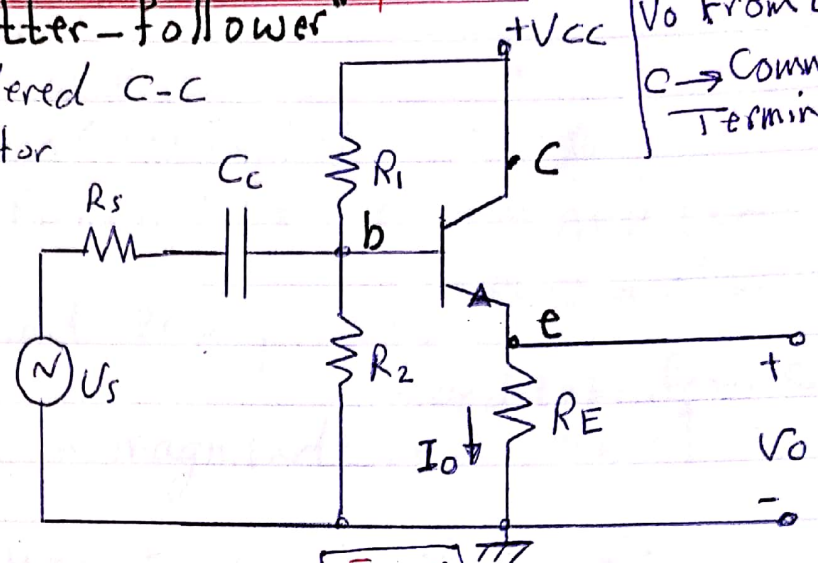 tter-follower"
+Vcc
Vo from
ered C-C
C → Comm
tor
Termin
Cc
R1
C
Rs
b
e
Us
R2
+
Io
RE
Vo
-